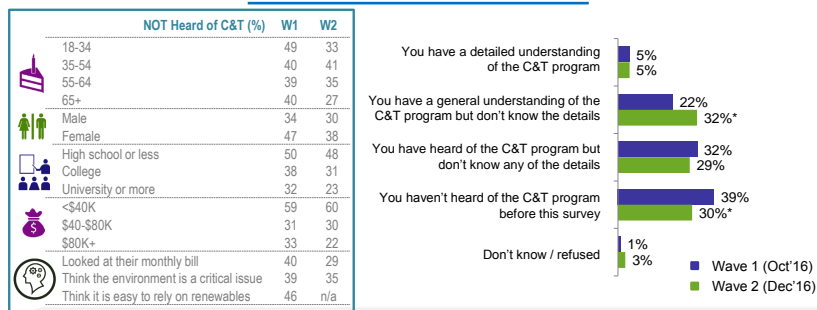 NOT Heard of C&T (%) W1 W2
18-34 49 33
35-54 40 41
55-64 39 35
65+ 40 27
Male 34 30
Female 47 38
High school or less 50 48
College 38 31
University or more 32 23
<$40K 59 60
$40-$80K 31 30
$80K+ 33 22
Looked at their monthly bill 40 29
Think the environment is a critical issue 39 35
Think it is easy to rely on renewables 46 n/a
$
You have a detailed understanding
of the C&T program
5%
5%
You have a general understanding of the
C&T program but don't know the details
22%
32%*
You have heard of the C&T program but
don't know any of the details
32%
29%
You haven't heard of the C&T program
before this survey
39%
30%*
Don't know / refused
1%
3%
Wave 1 (Oct'16)
Wave 2 (Dec'16)